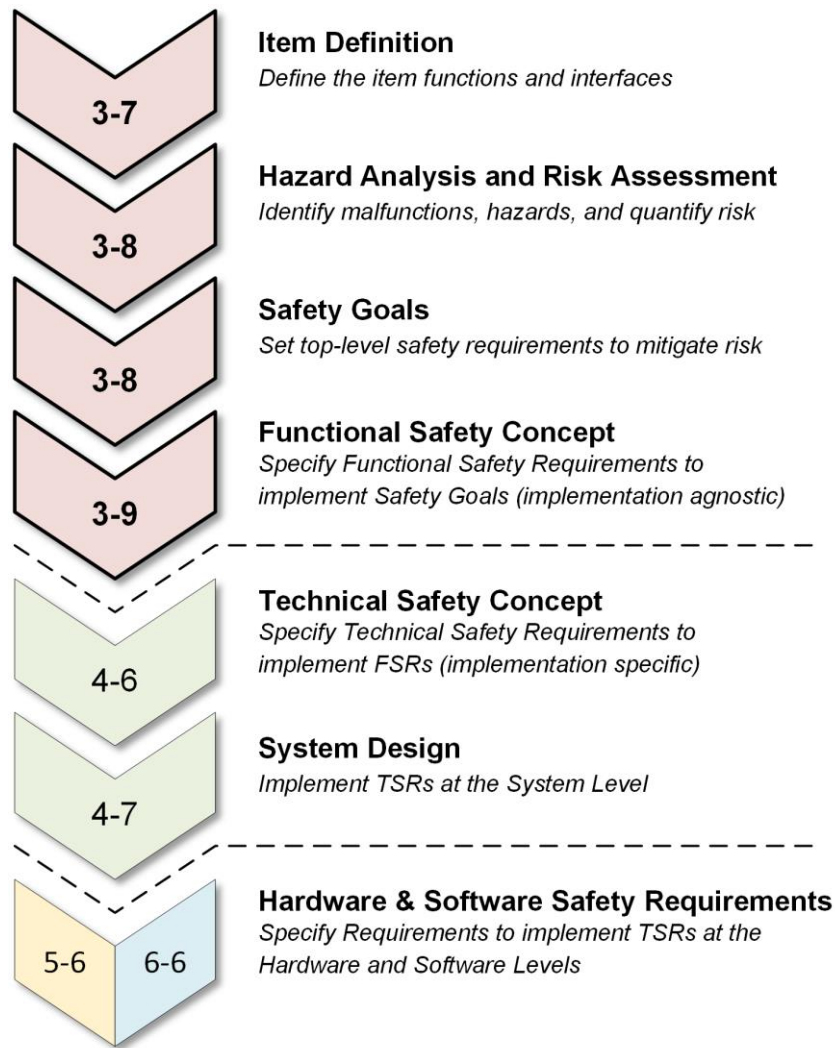 Item Definition
Define the item functions and interfaces
3-7
Hazard Analysis and Risk Assessment
Identify malfunctions, hazards, and quantify risk
3-8
Safety Goals
Set top-level safety requirements to mitigate risk
3-8
Functional Safety Concept
Specify Functional Safety Requirements to
implement Safety Goals (implementation agnostic)
3-9
Technical Safety Concept
Specify Technical Safety Requirements to
implement FSRs (implementation specific)
4-6
System Design
Implement TSRs at the System Level
4-7
Hardware & Software Safety Requirements
Specify Requirements to implement TSRs at the
Hardware and Software Levels
5-6 6-6